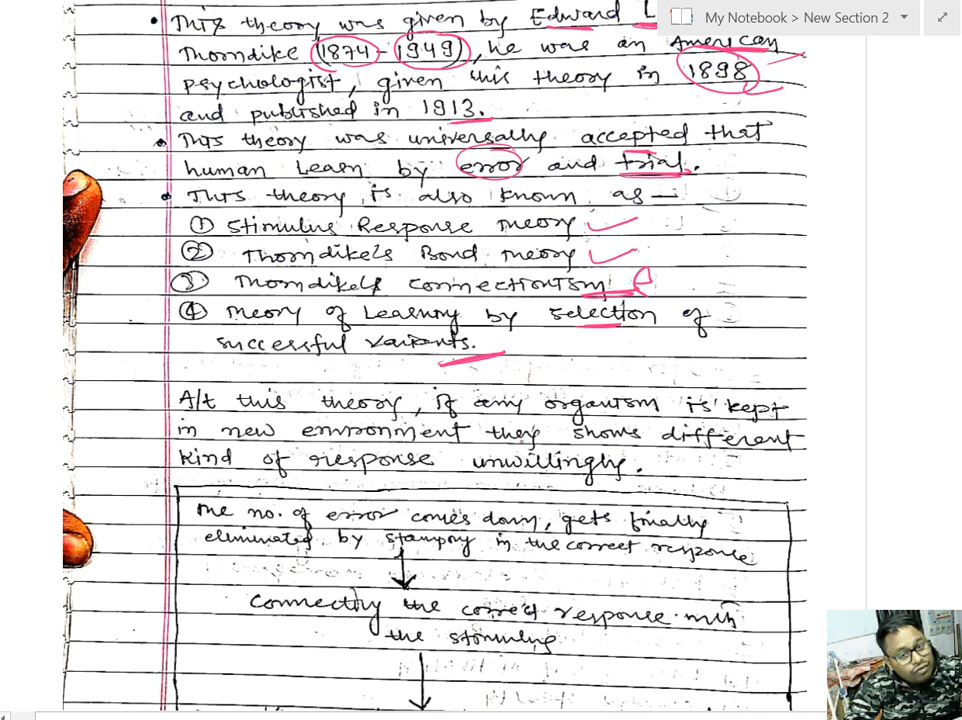 My Notebook > New Section 2
• This theory was given by Edward L
Thorndike (1874 - 1949), he was an American
psychologist, given this theory in 1898
and published in 1913.
• This theory was universally accepted that
human learn by error and trial.
• This theory is also known as —
① Stimulus Response Theory
② Thorndike's Bond Theory
③ Thorndike's connectionism
④ Theory of Learning by selection of
successful variants.
A/t this theory, if any organism is kept
in new environment they shows different
kind of response unwillingly.
The no. of error comes down, gets finally
eliminated by stamping in the correct response
Connecting the correct response with
the stimulus